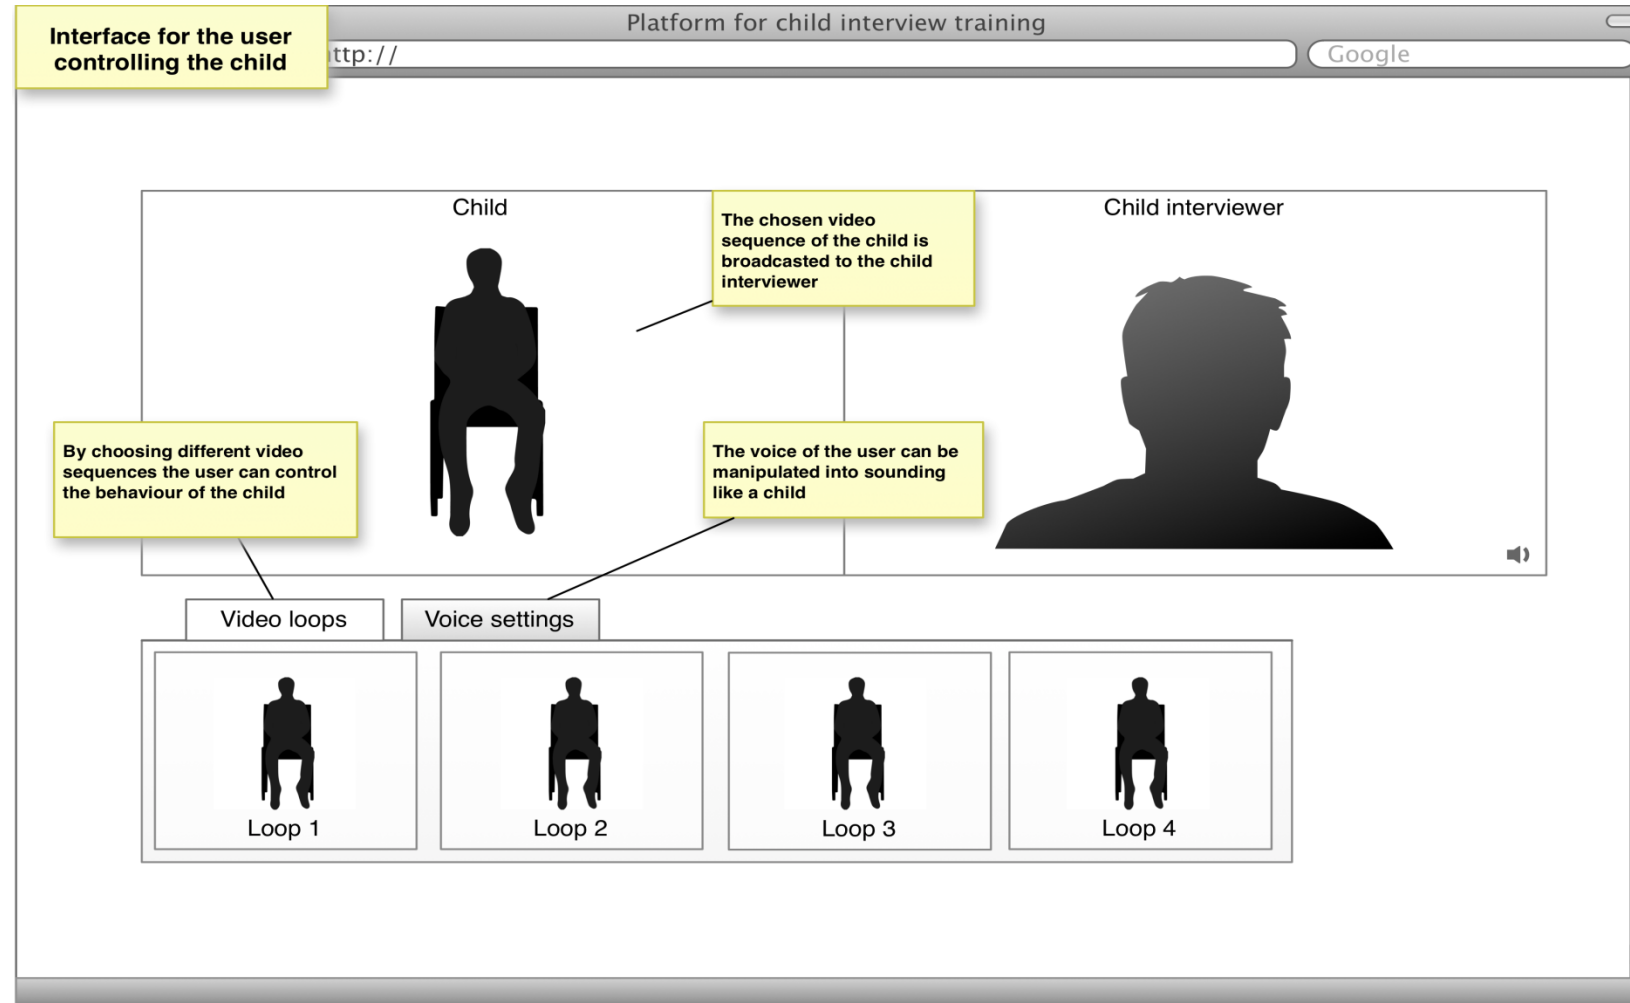 Platform for child interview training
Interface for the user
controlling the child
ttp://
Google
Child
Child interviewer
The chosen video
sequence of the child is
broadcasted to the child
interviewer
By choosing different video
sequences the user can control
the behaviour of the child
The voice of the user can be
manipulated into sounding
like a child
Video loops
Voice settings
Loop 1
Loop 2
Loop 3
Loop 4